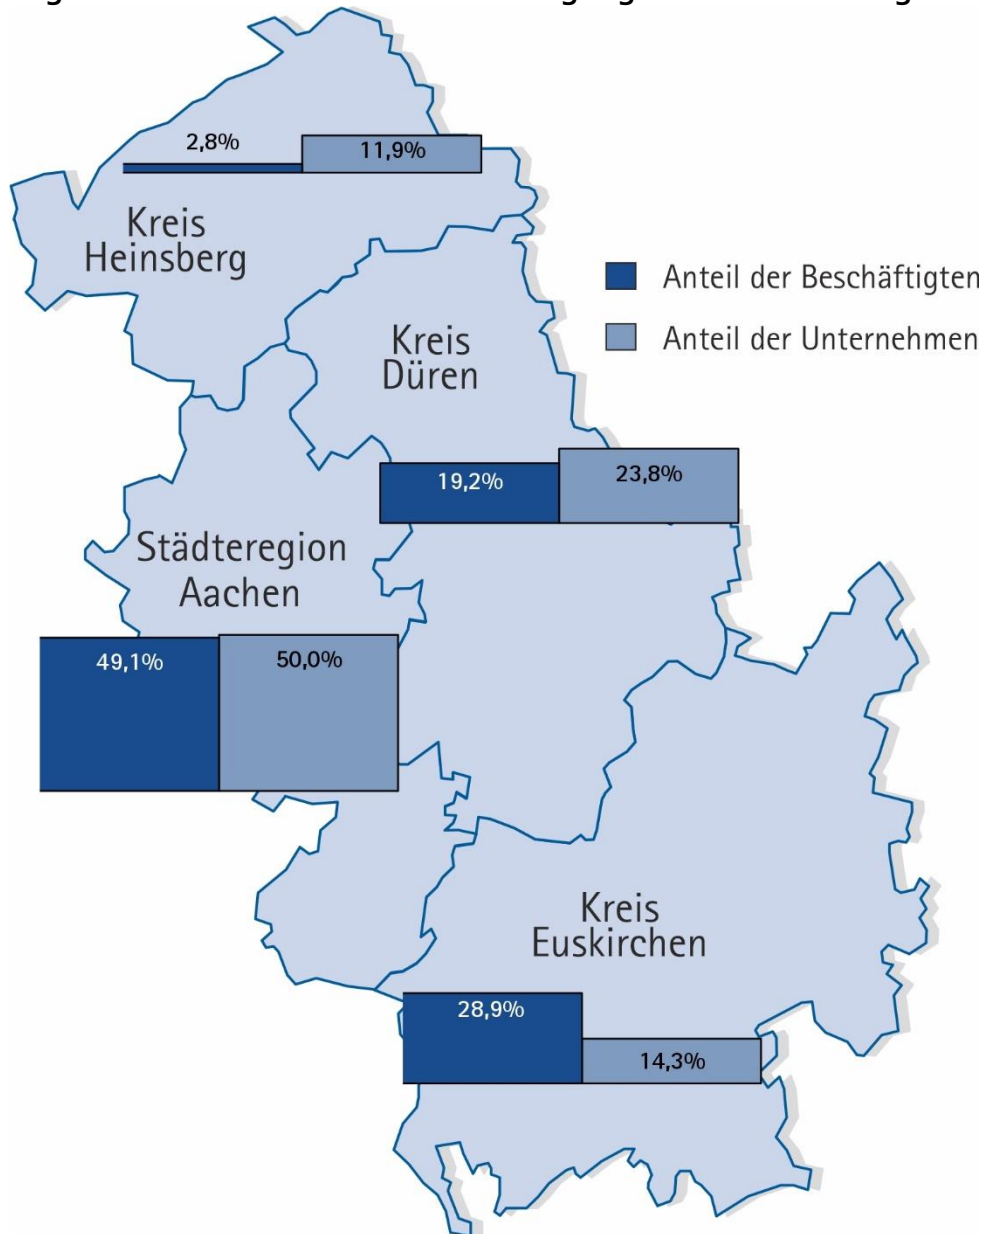 2,8%
11,9%
Kreis
Heinsberg
Anteil der Beschäftigten
Anteil der Unternehmen
Kreis
Düren
19,2%
23,8%
Städteregion
Aachen
49,1%
50,0%
Kreis
Euskirchen
28,9%
14,3%